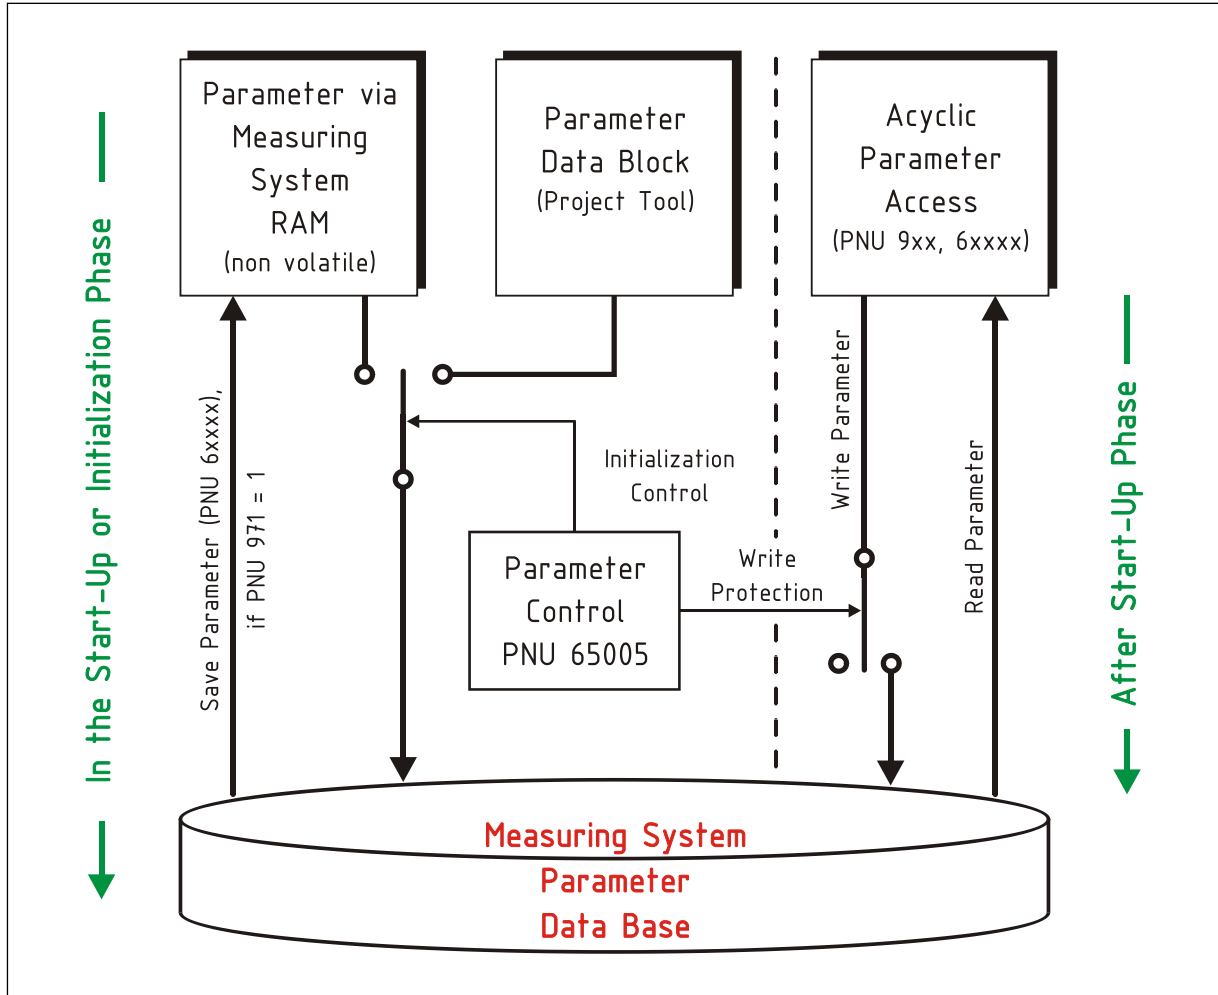 Parameter via
Measuring
System
RAM
(non volatile)
Parameter
Data Block
(Project Tool)
Acyclic
Parameter
Access
(PNU 9xx, 6xxxx)
In the Start-Up or Initialization Phase
Save Parameter (PNU 6xxxx),
if PNU 971 = 1
Initialization
Control
Parameter
Control
PNU 65005
Write
Protection
Write Parameter
Read Parameter
After Start-Up Phase
Measuring System
Parameter
Data Base